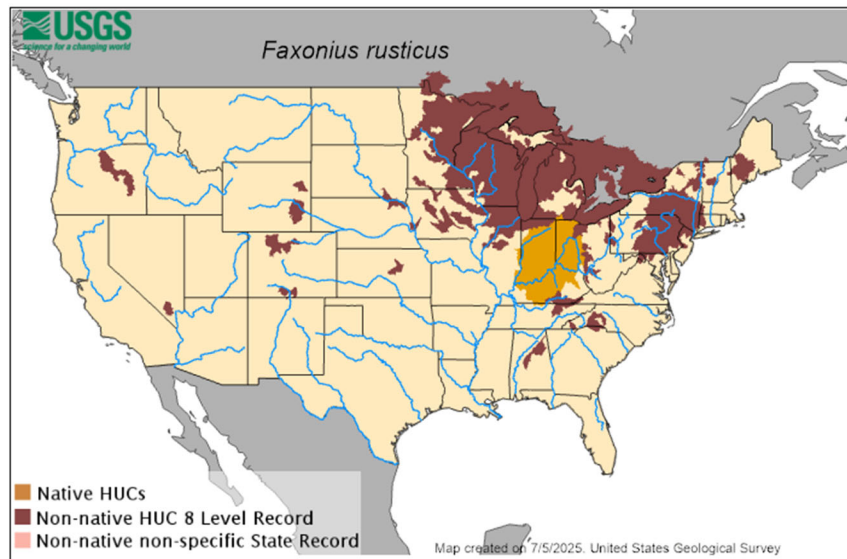 USGS
science for a changing world
Faxonius rusticus
Native HUCs
Non-native HUC 8 Level Record
Non-native non-specific State Record
Map created on 7/5/2025. United States Geological Survey